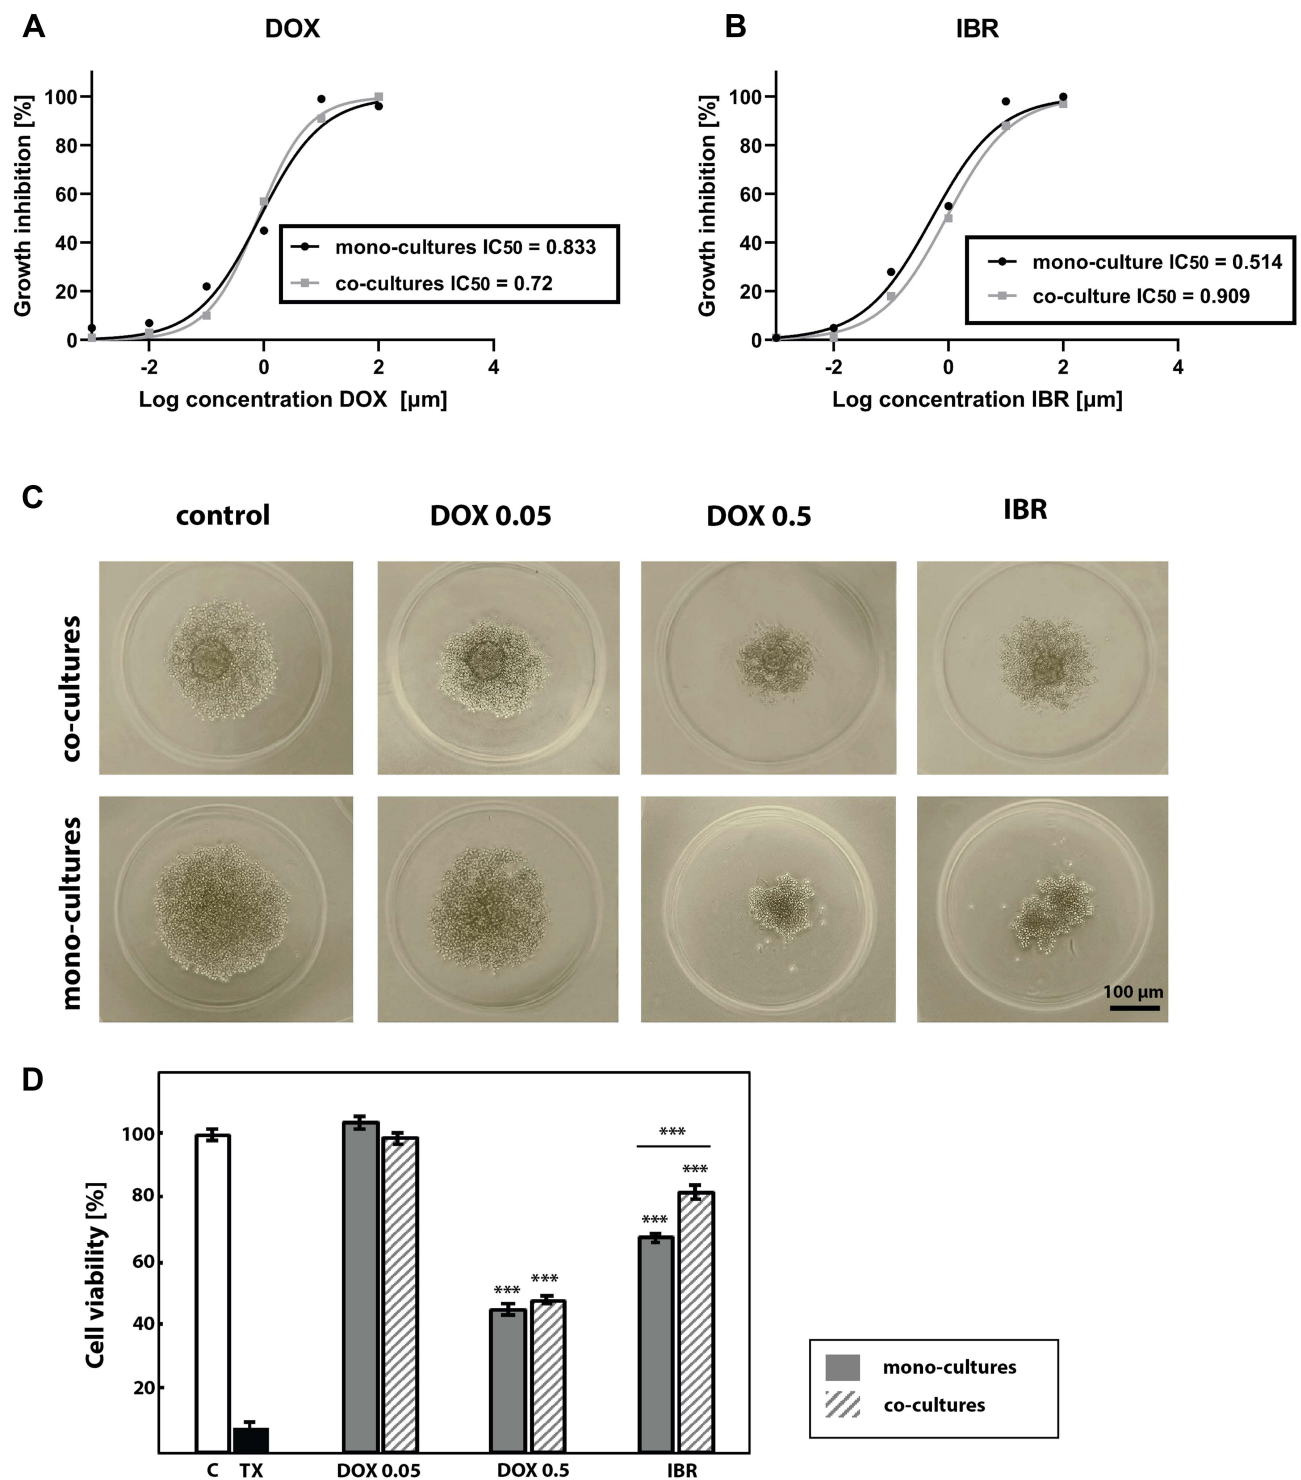 A
DOX
Growth inhibition [%]
100
80
60
40
20
0
mono-cultures IC50 = 0.833
co-cultures IC50 = 0.72
-2 0 2 4
Log concentration DOX [µm]
B
IBR
Growth inhibition [%]
100
80
60
40
20
0
mono-culture IC50 = 0.514
co-culture IC50 = 0.909
-2 0 2 4
Log concentration IBR [µm]
C
control DOX 0.05 DOX 0.5 IBR
co-cultures
mono-cultures
100 µm
D
Cell viability [%]
100
80
60
40
20
*** ***
***
*** ***
C TX DOX 0.05 DOX 0.5 IBR
mono-cultures
co-cultures